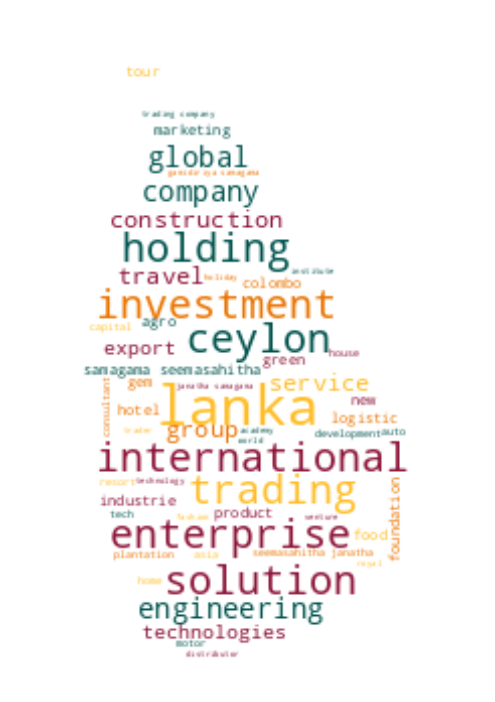 tour
trading company
marketing
global
gamidiriya samagama
company
construction
holding
institute
travel
holiday
colombo
investment
capital
agro
ceylon
export
house
green
samagama
seemasahitha
consultant
gem
janatha samagama
service
lanka
new
hotel
logistic
trader
group
academy
development
auto
world
international
resort
technology
trading
industrie
foundation
tech
fashion
product
venture
enterprise
food
plantation
asia
seemasahitha janatha
royal
home
solution
engineering
technologies
motor
distributor